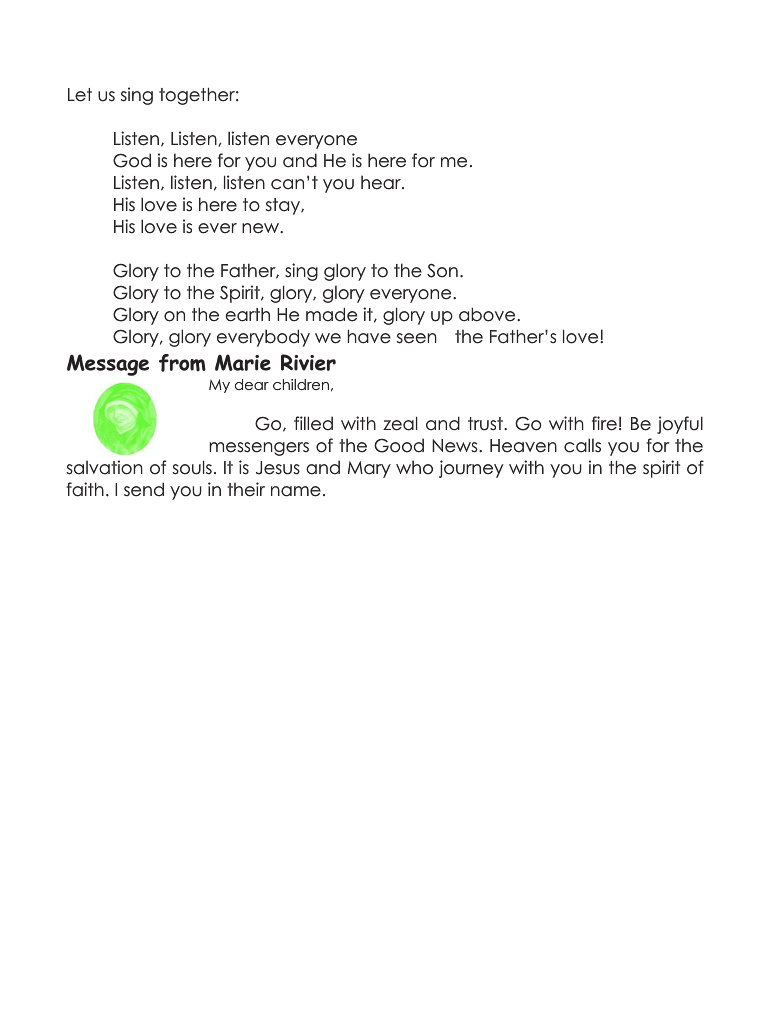 Let us sing together:
Listen, Listen, listen everyone
God is here for you and He is here for me.
Listen, listen, listen can’t you hear.
His love is here to stay,
His love is ever new.
Glory to the Father, sing glory to the Son.
Glory to the Spirit, glory, glory everyone.
Glory on the earth He made it, glory up above.
Glory, glory everybody we have seen the Father’s love!
Message from Marie Rivier
My dear children,
Go, filled with zeal and trust. Go with fire! Be joyful
messengers of the Good News. Heaven calls you for the
salvation of souls. It is Jesus and Mary who journey with you in the spirit of
faith. I send you in their name.